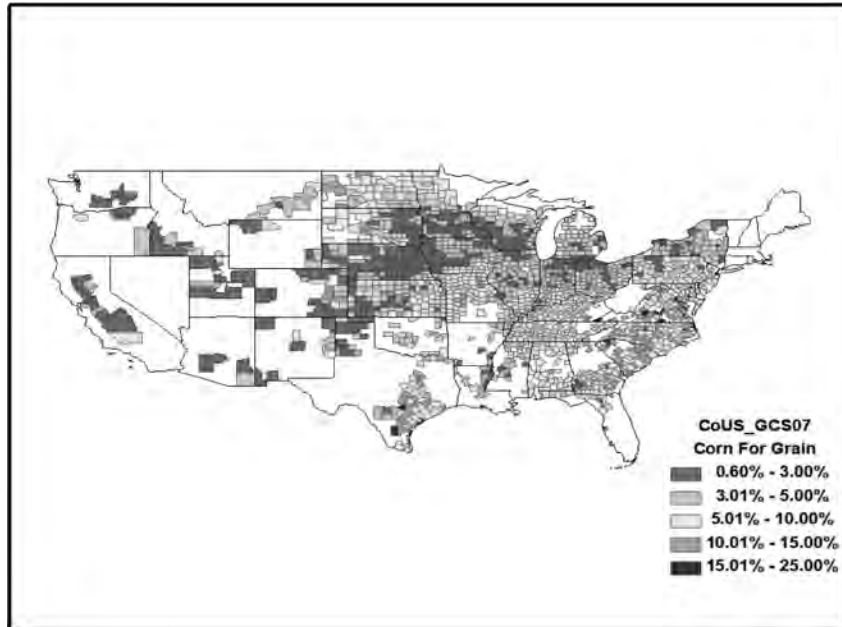 CoUS_GCS07
Corn For Grain
0.60% - 3.00%
3.01% - 5.00%
5.01% - 10.00%
10.01% - 15.00%
15.01% - 25.00%